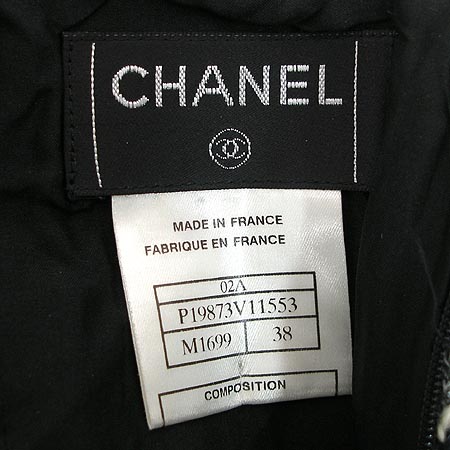 CHANEL
MADE IN FRANCE
FABRIQUE EN FRANCE
02A
P19873V11553
M1699 38
COMPOSITION